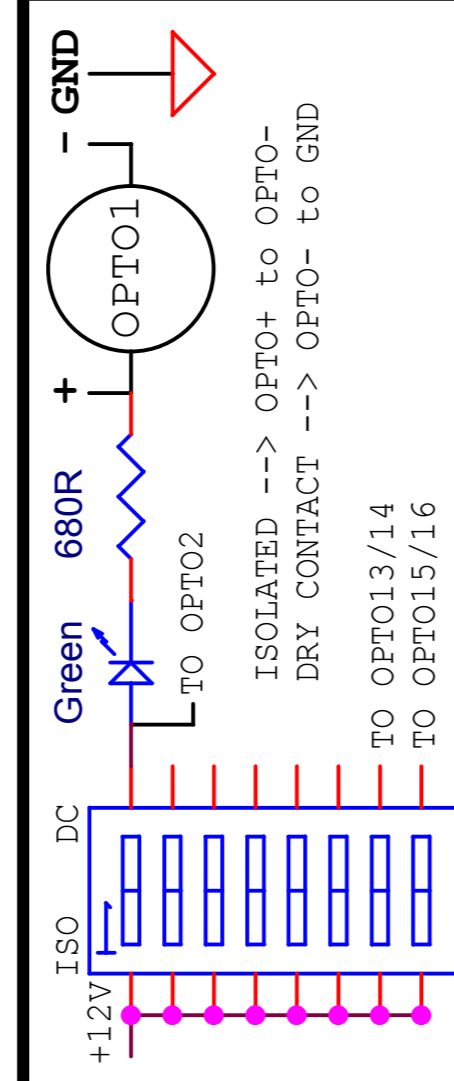 +12V
ISO
DC
Green
680R
+
OPTO1
-
GND
TO OPTO2
ISOLATED --> OPTO+ to OPTO-
DRY CONTACT --> OPTO- to GND
TO OPTO13/14
TO OPTO15/16